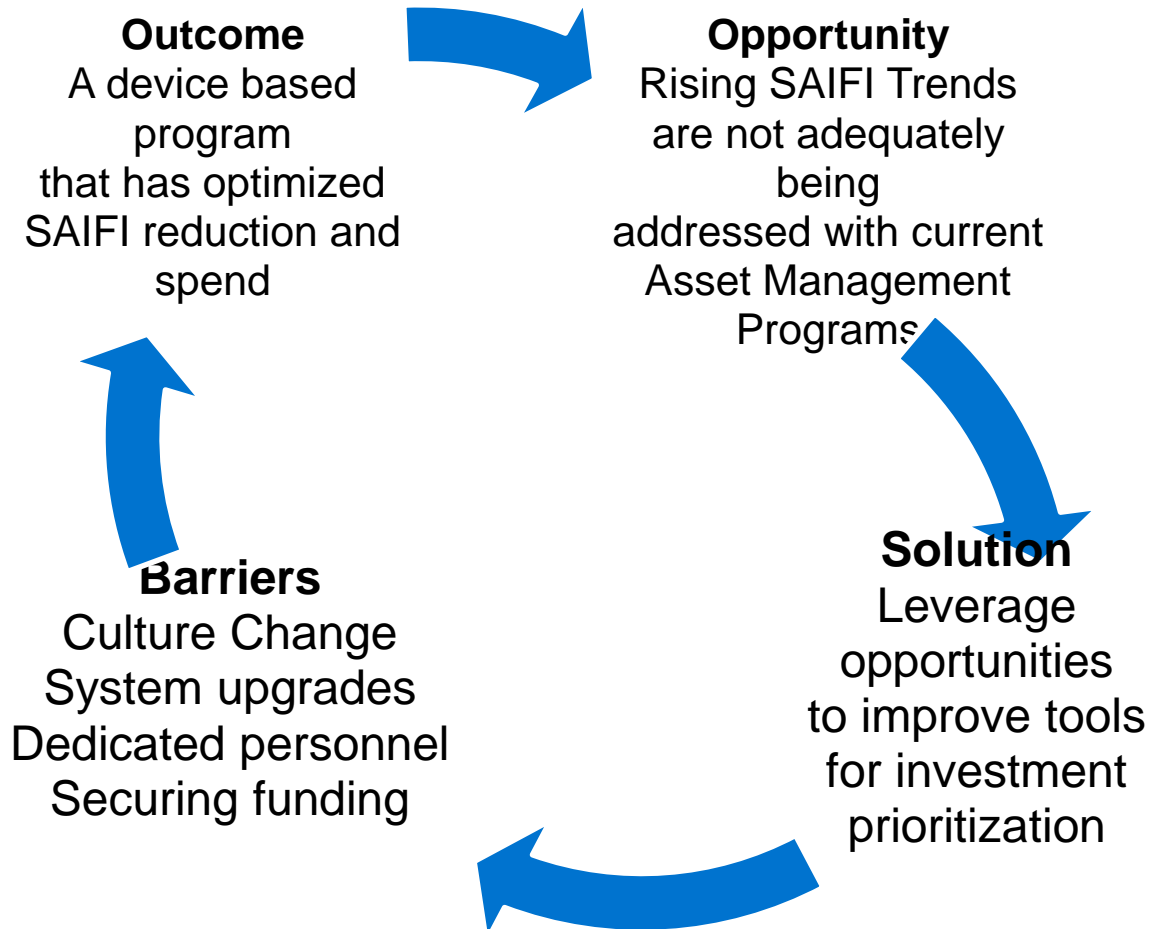 Outcome
A device based
program
that has optimized
SAIFI reduction and
spend
Opportunity
Rising SAIFI Trends
are not adequately
being
addressed with current
Asset Management
Programs
Solution
Leverage
opportunities
to improve tools
for investment
prioritization
Barriers
Culture Change
System upgrades
Dedicated personnel
Securing funding